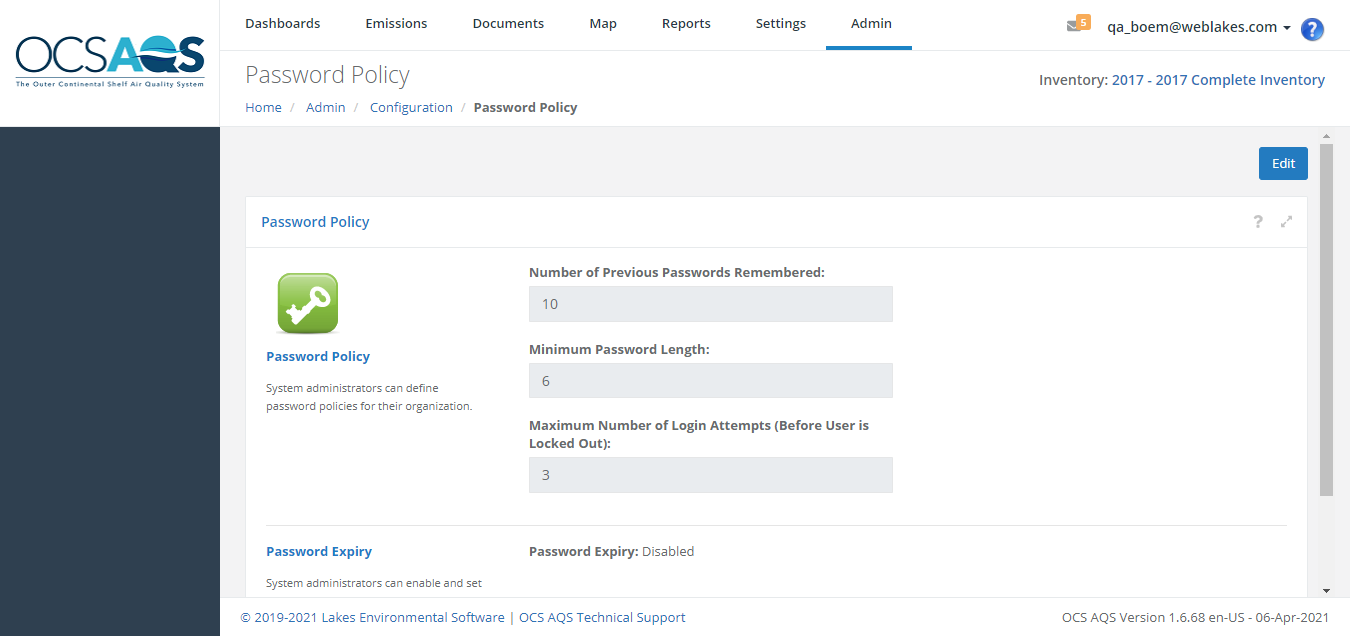 OCSAQS
The Outer Continental Shelf Air Quality System
Dashboards Emissions Documents Map Reports Settings Admin
5 qa_boem@weblakes.com ?
Password Policy
Inventory: 2017 - 2017 Complete Inventory
Home / Admin / Configuration / Password Policy
Edit
Password Policy ?
Number of Previous Passwords Remembered:
10
Minimum Password Length:
6
Password Policy
System administrators can define
password policies for their organization.
Maximum Number of Login Attempts (Before User is
Locked Out):
3
Password Expiry
Password Expiry: Disabled
System administrators can enable and set
© 2019-2021 Lakes Environmental Software | OCS AQS Technical Support
OCS AQS Version 1.6.68 en-US - 06-Apr-2021